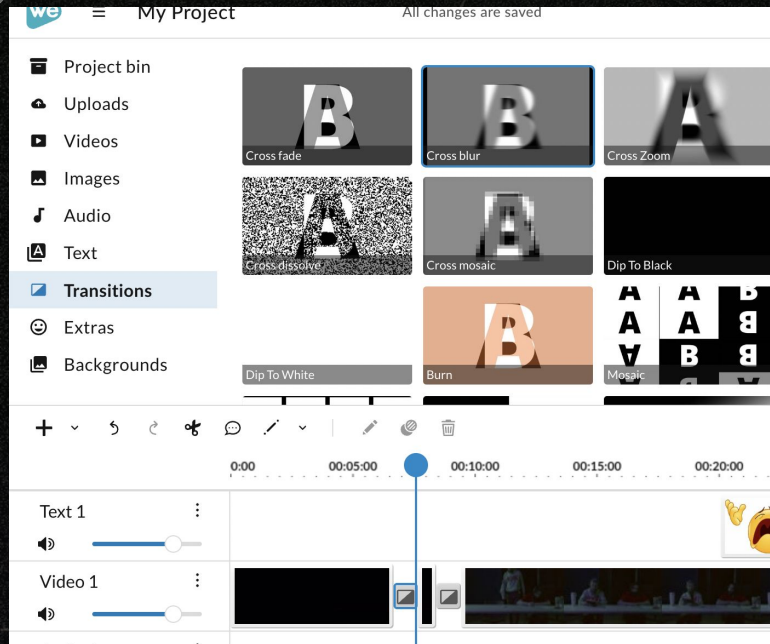 we My Project All changes are saved
Project bin
Uploads
Videos
Images
Audio
Text
Transitions
Extras
Backgrounds
B
Cross fade
B
Cross blur
A
Cross Zoom
A
Cross dissolve
A
Cross mosaic
Dip To Black
Dip To White
B
Burn
A A B
A A B
A B B
Mosaic
0:00 00:05:00 00:10:00 00:15:00 00:20:00
Text 1
Video 1